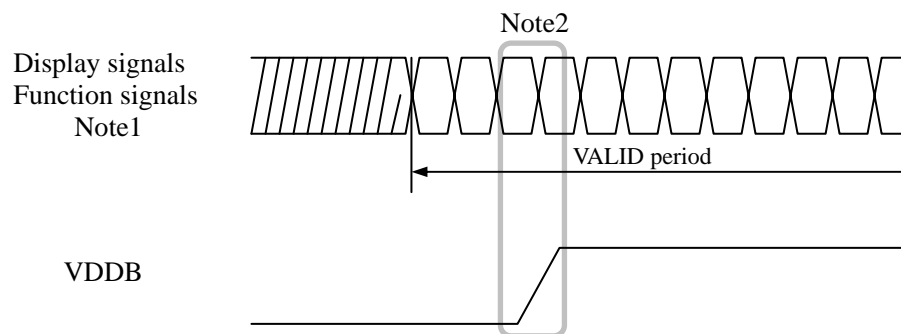 Note2
Display signals
Function signals
Note1
VALID period
VDDB